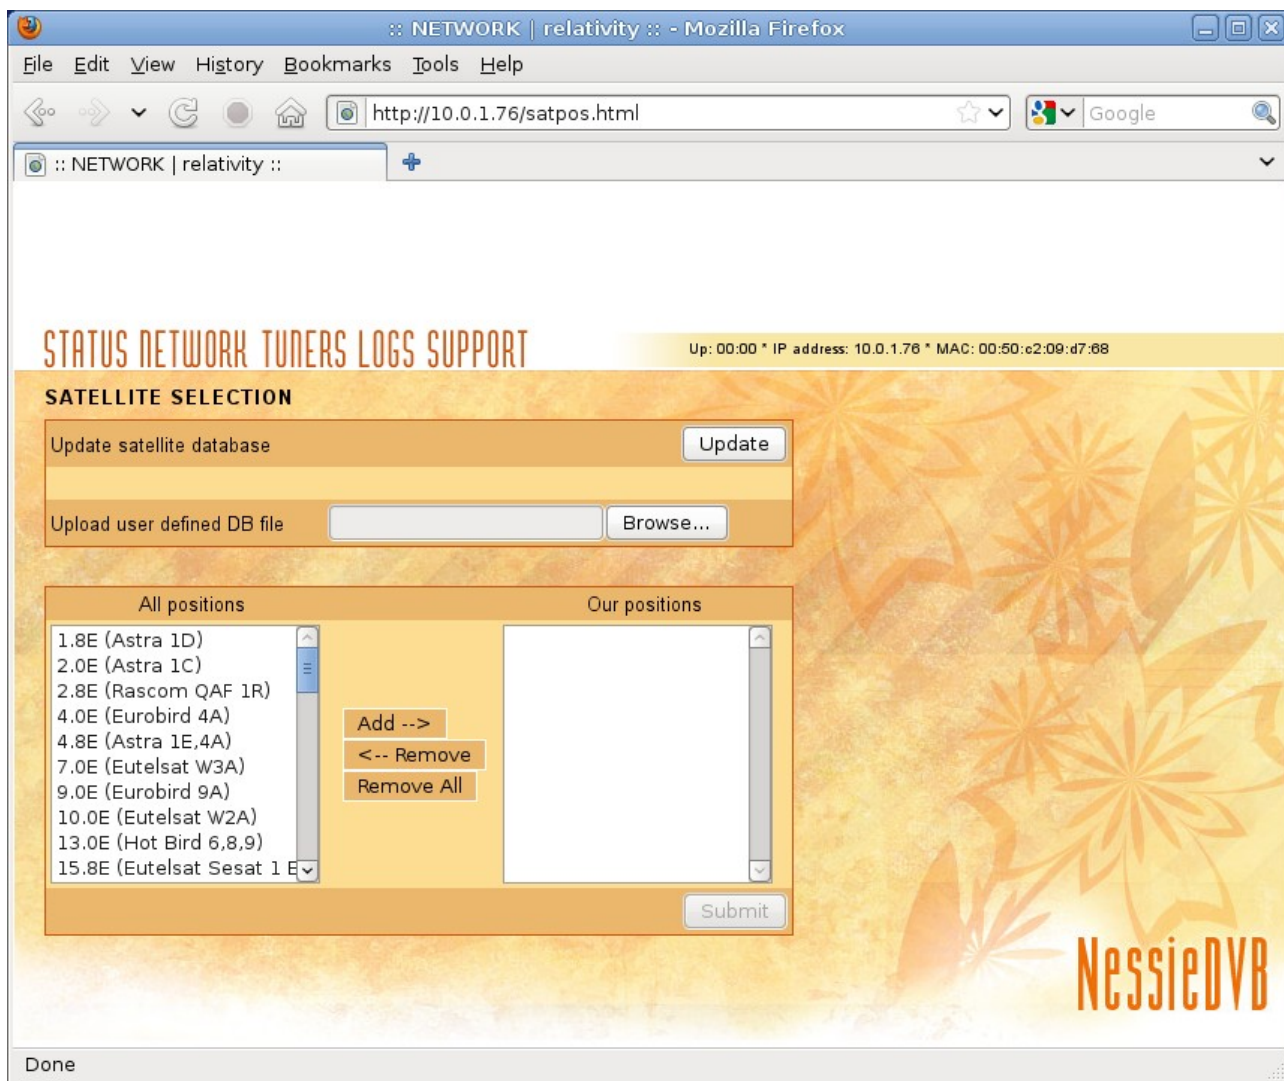 :: NETWORK | relativity :: - Mozilla Firefox
File Edit View History Bookmarks Tools Help
http://10.0.1.76/satpos.html Google
:: NETWORK | relativity ::
STATUS NETWORK TUNERS LOGS SUPPORT
Up: 00:00 * IP address: 10.0.1.76 * MAC: 00:50:c2:09:d7:68
SATELLITE SELECTION
Update satellite database Update
Upload user defined DB file Browse...
All positions Our positions
1.8E (Astra 1D)
2.0E (Astra 1C)
2.8E (Rascom QAF 1R)
4.0E (Eurobird 4A)
4.8E (Astra 1E,4A)
7.0E (Eutelsat W3A)
9.0E (Eurobird 9A)
10.0E (Eutelsat W2A)
13.0E (Hot Bird 6,8,9)
15.8E (Eutelsat Sesat 1 E
Add -->
<-- Remove
Remove All
Submit
NessieDVB
Done